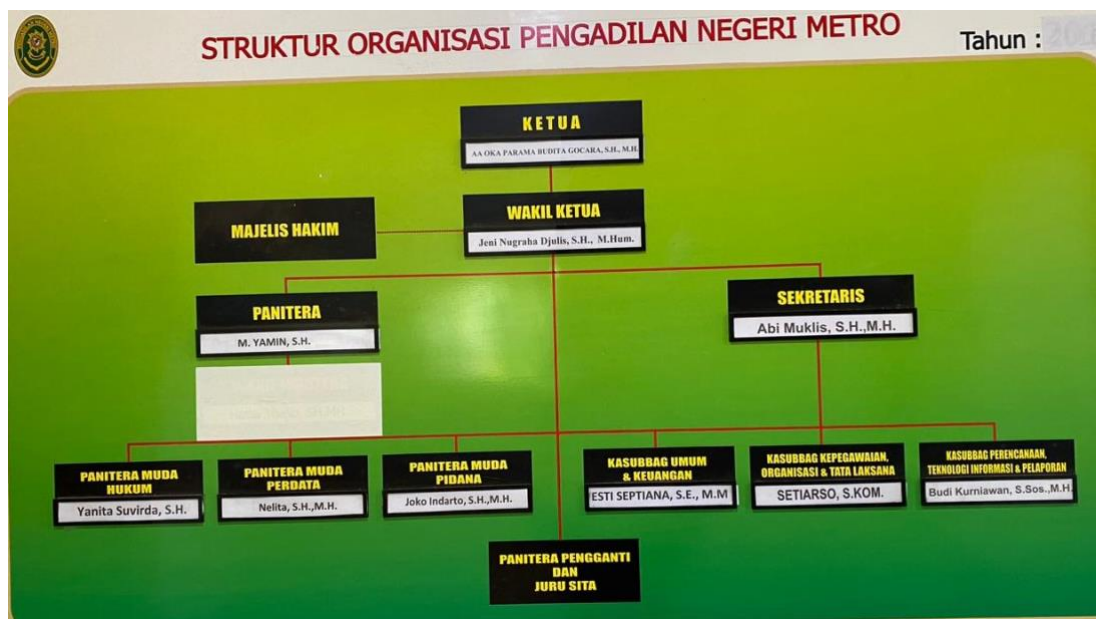 STRUKTUR ORGANISASI PENGADILAN NEGERI METRO
Tahun :
KETUA
AA OKA PARAMA BUDITA GOCARA, S.H., M.H.
MAJELIS HAKIM
WAKIL KETUA
Jeni Nugraha Djulis, S.H., M.Hum.
PANITERA
M. YAMIN, S.H.
SEKRETARIS
Abi Muklis, S.H.,M.H.
PANITERA MUDA
HUKUM
Yanita Suvirda, S.H.
PANITERA MUDA
PERDATA
Nelita, S.H.,M.H.
PANITERA MUDA
PIDANA
Joko Indarto, S.H.,M.H.
KASUBBAG UMUM
& KEUANGAN
ESTI SEPTIANA, S.E., M.M
KASUBBAG KEPEGAWAIAN,
ORGANISASI & TATA LAKSANA
SETIARSO, S.KOM.
KASUBBAG PERENCANAAN,
TEKNOLOGI INFORMASI & PELAPORAN
Budi Kurniawan, S.Sos.,M.H.
PANITERA PENGGANTI
DAN
JURU SITA